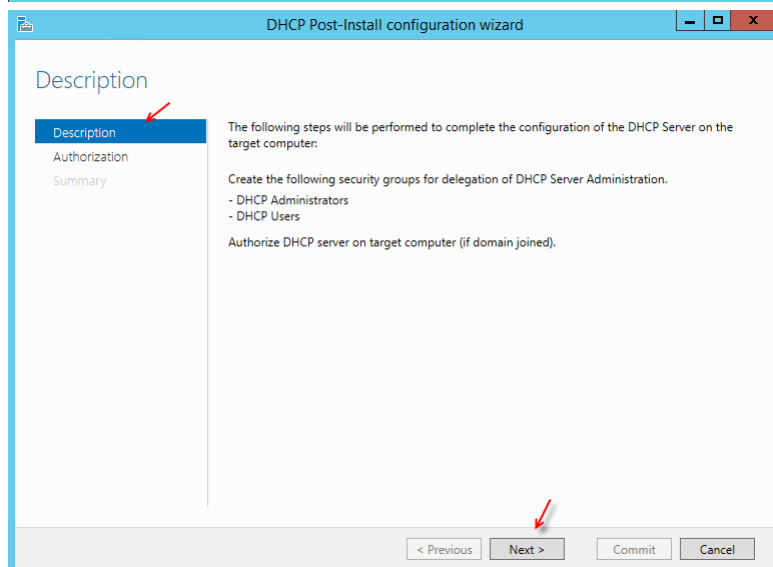 DHCP Post-Install configuration wizard
x
Description
Description
Authorization
Summary
The following steps will be performed to complete the configuration of the DHCP Server on the
target computer:
Create the following security groups for delegation of DHCP Server Administration.
- DHCP Administrators
- DHCP Users
Authorize DHCP server on target computer (if domain joined).
< Previous
Next >
Commit
Cancel